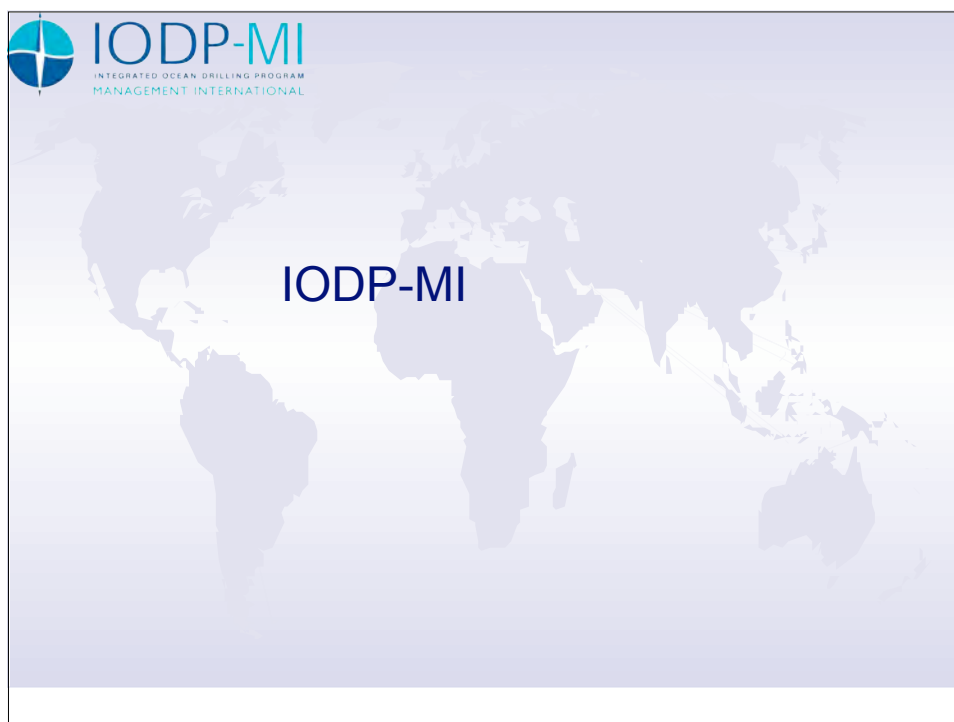 IODP-MI
INTEGRATED OCEAN DRILLING PROGRAM
MANAGEMENT INTERNATIONAL
IODP-MI